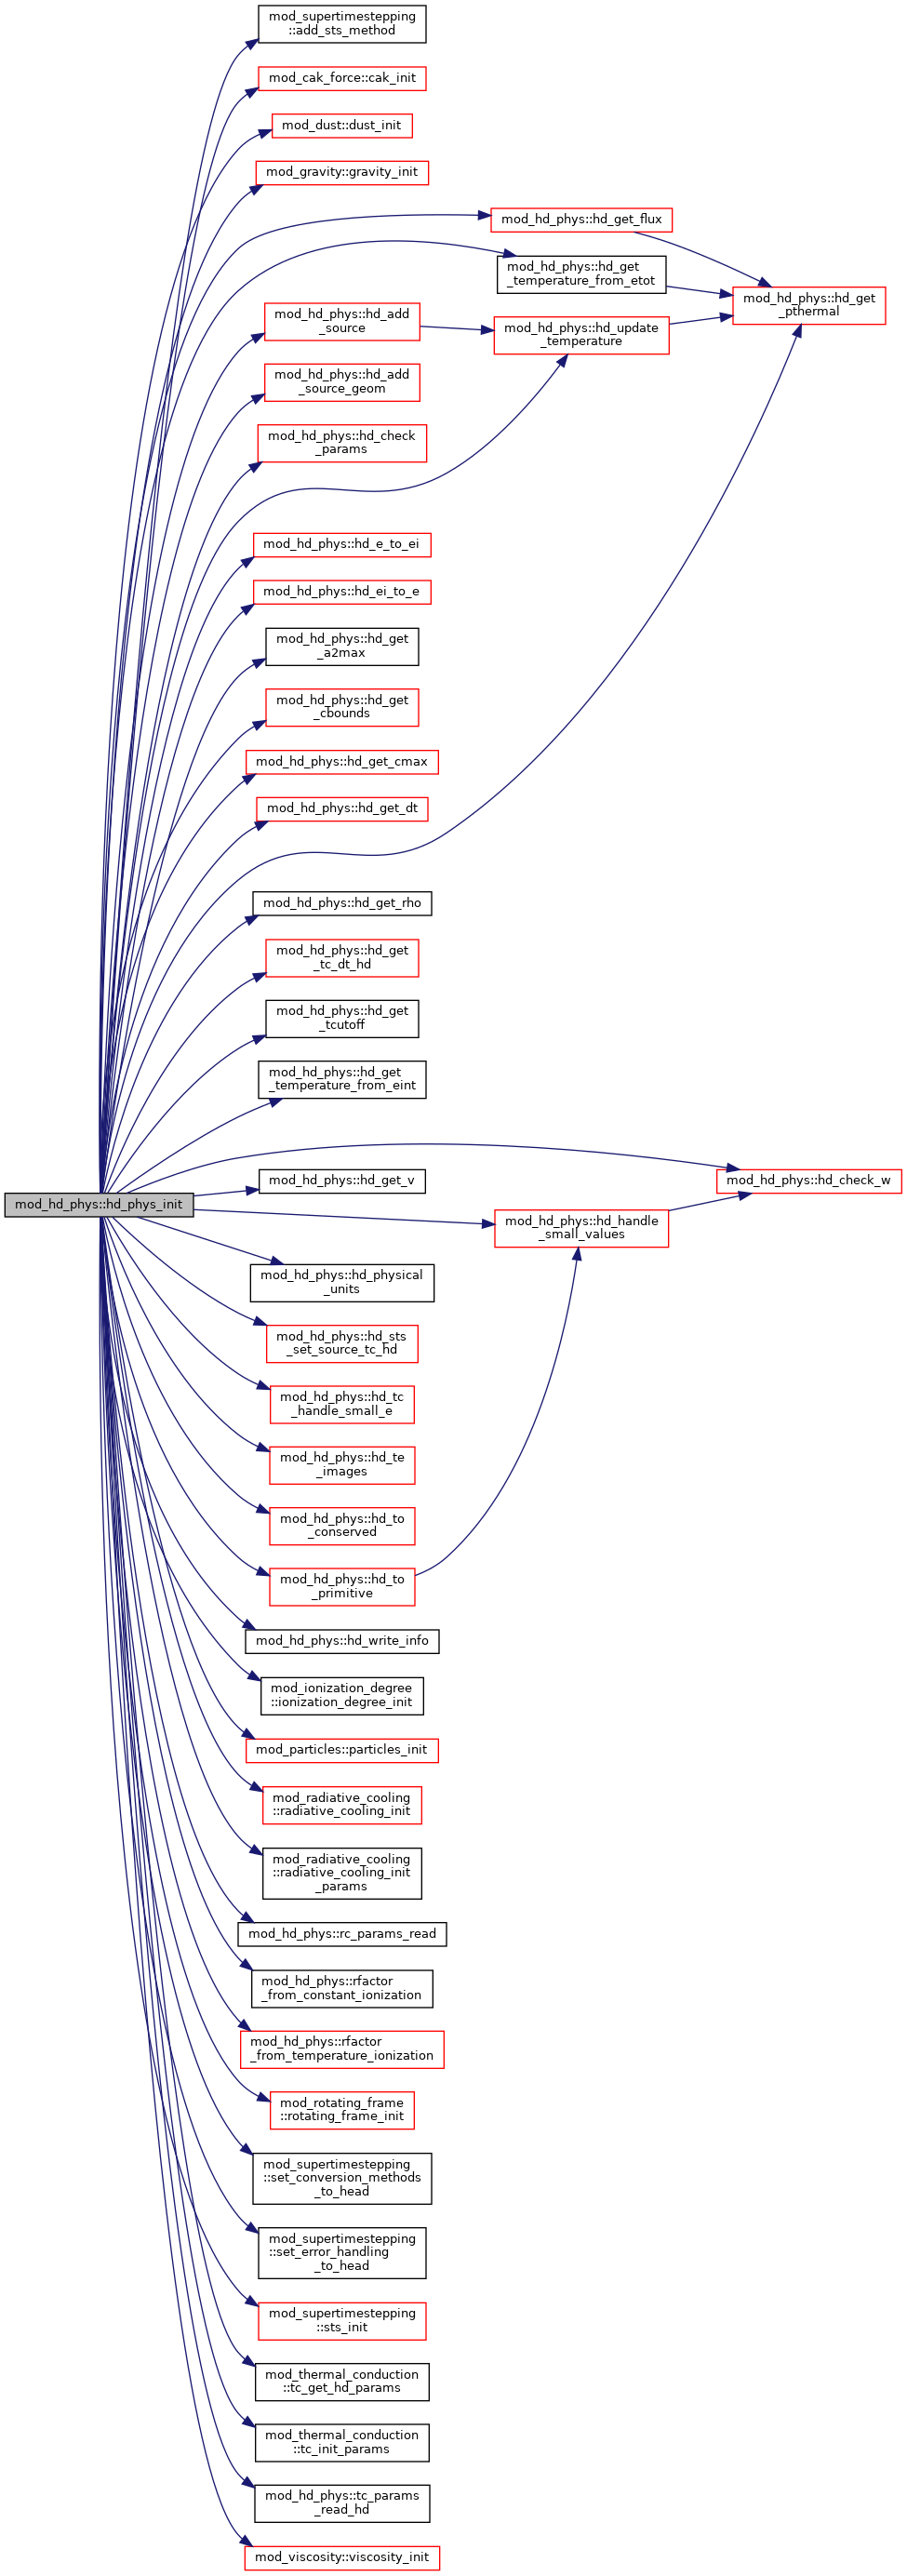 mod_supertimestepping
::add_sts_method
mod_cak_force::cak_init
mod_dust::dust_init
mod_gravity::gravity_init
mod_hd_phys::hd_get_flux
mod_hd_phys::hd_get
_temperature_from_etot
mod_hd_phys::hd_get
_pthermal
mod_hd_phys::hd_add
_source
mod_hd_phys::hd_update
_temperature
mod_hd_phys::hd_add
_source_geom
mod_hd_phys::hd_check
_params
mod_hd_phys::hd_e_to_ei
mod_hd_phys::hd_ei_to_e
mod_hd_phys::hd_get
_a2max
mod_hd_phys::hd_get
_cbounds
mod_hd_phys::hd_get_cmax
mod_hd_phys::hd_get_dt
mod_hd_phys::hd_get_rho
mod_hd_phys::hd_get
_tc_dt_hd
mod_hd_phys::hd_get
_tcutoff
mod_hd_phys::hd_get
_temperature_from_eint
mod_hd_phys::hd_get_v
mod_hd_phys::hd_check_w
mod_hd_phys::hd_phys_init
mod_hd_phys::hd_handle
_small_values
mod_hd_phys::hd_physical
_units
mod_hd_phys::hd_sts
_set_source_tc_hd
mod_hd_phys::hd_tc
_handle_small_e
mod_hd_phys::hd_te
_images
mod_hd_phys::hd_to
_conserved
mod_hd_phys::hd_to
_primitive
mod_hd_phys::hd_write_info
mod_ionization_degree
::ionization_degree_init
mod_particles::particles_init
mod_radiative_cooling
::radiative_cooling_init
mod_radiative_cooling
::radiative_cooling_init
_params
mod_hd_phys::rc_params_read
mod_hd_phys::rfactor
_from_constant_ionization
mod_hd_phys::rfactor
_from_temperature_ionization
mod_rotating_frame
::rotating_frame_init
mod_supertimestepping
::set_conversion_methods
_to_head
mod_supertimestepping
::set_error_handling
_to_head
mod_supertimestepping
::sts_init
mod_thermal_conduction
::tc_get_hd_params
mod_thermal_conduction
::tc_init_params
mod_hd_phys::tc_params
_read_hd
mod_viscosity::viscosity_init